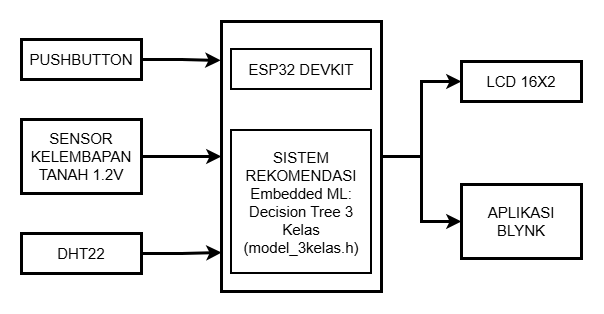 PUSHBUTTON
SENSOR
KELEMBAPAN
TANAH 1.2V
DHT22
ESP32 DEVKIT
SISTEM
REKOMENDASI
Embedded ML:
Decision Tree 3
Kelas
(model_3kelas.h)
LCD 16X2
APLIKASI
BLYNK